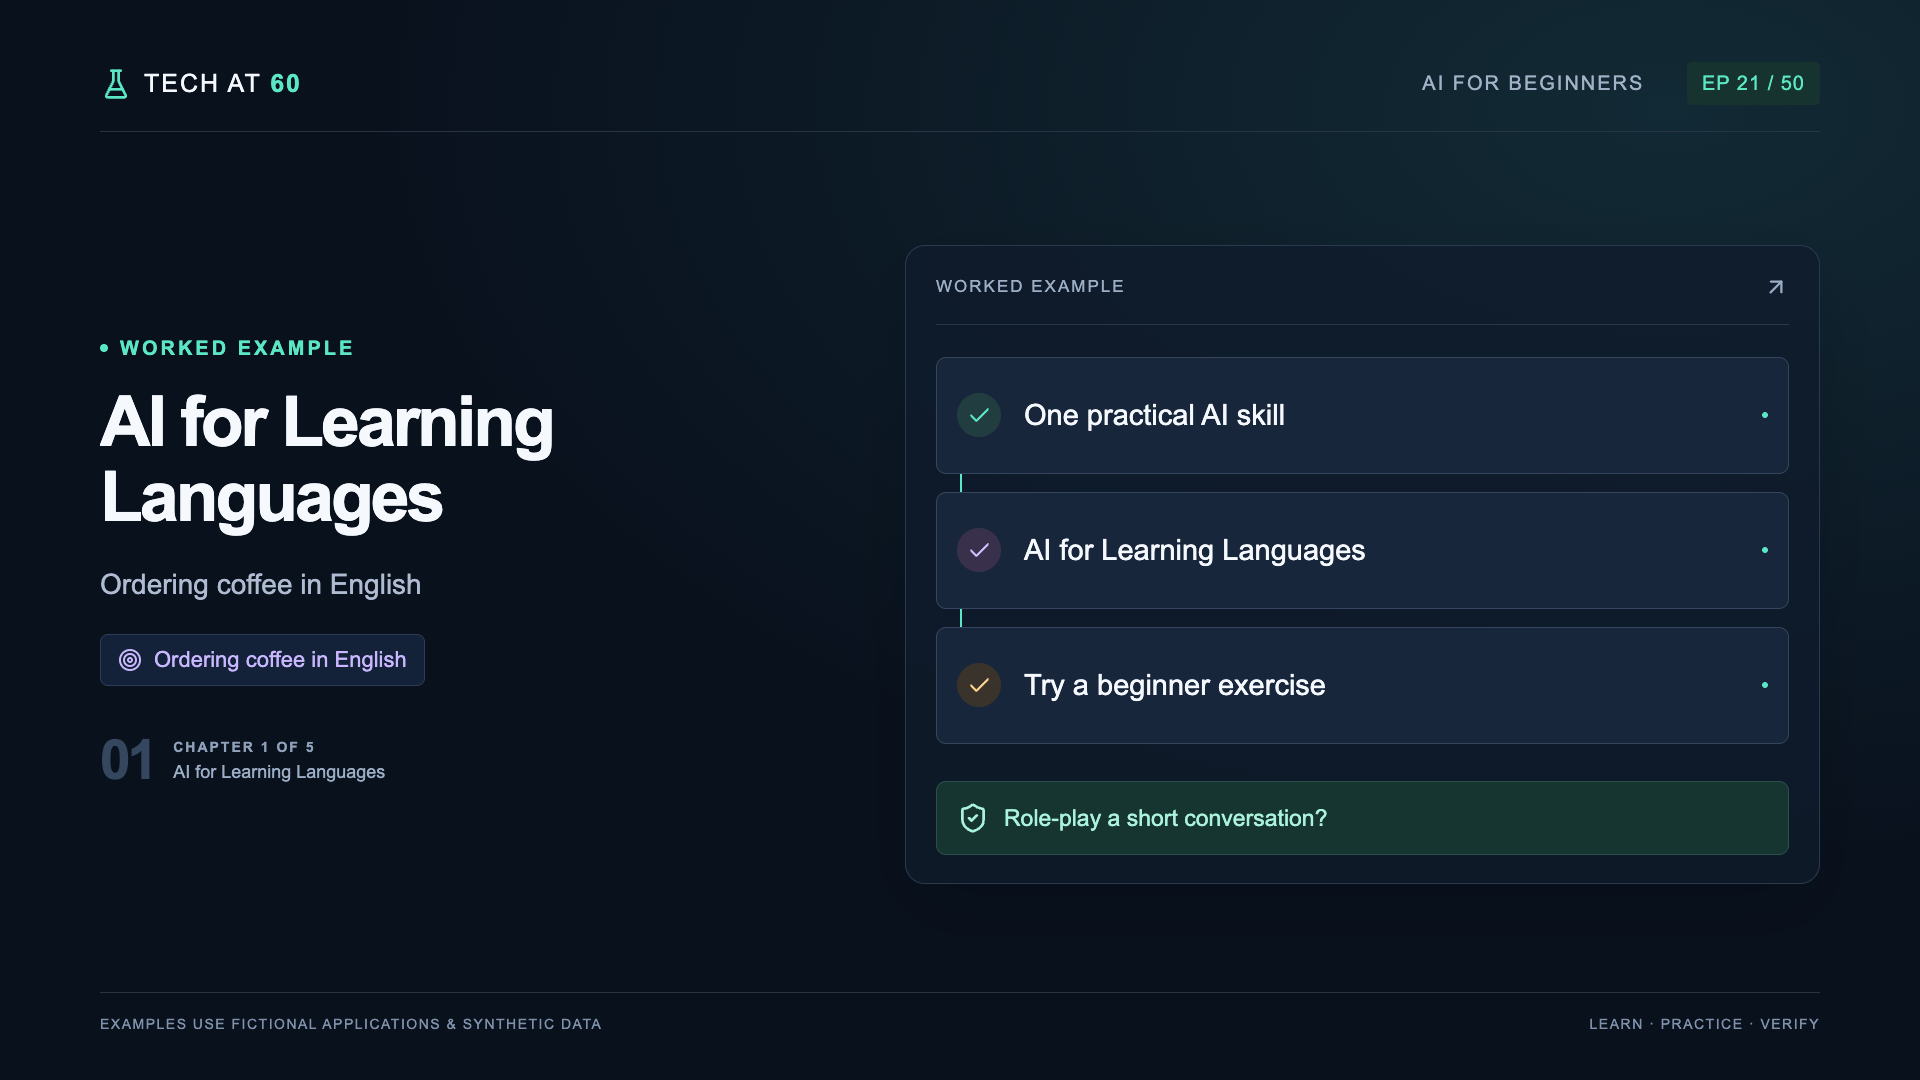 TECH AT 60
AI FOR BEGINNERS
EP 21 / 50
• WORKED EXAMPLE
AI for Learning
Languages
Ordering coffee in English
Ordering coffee in English
01
CHAPTER 1 OF 5
AI for Learning Languages
WORKED EXAMPLE
One practical AI skill
AI for Learning Languages
Try a beginner exercise
Role-play a short conversation?
EXAMPLES USE FICTIONAL APPLICATIONS & SYNTHETIC DATA
LEARN · PRACTICE · VERIFY